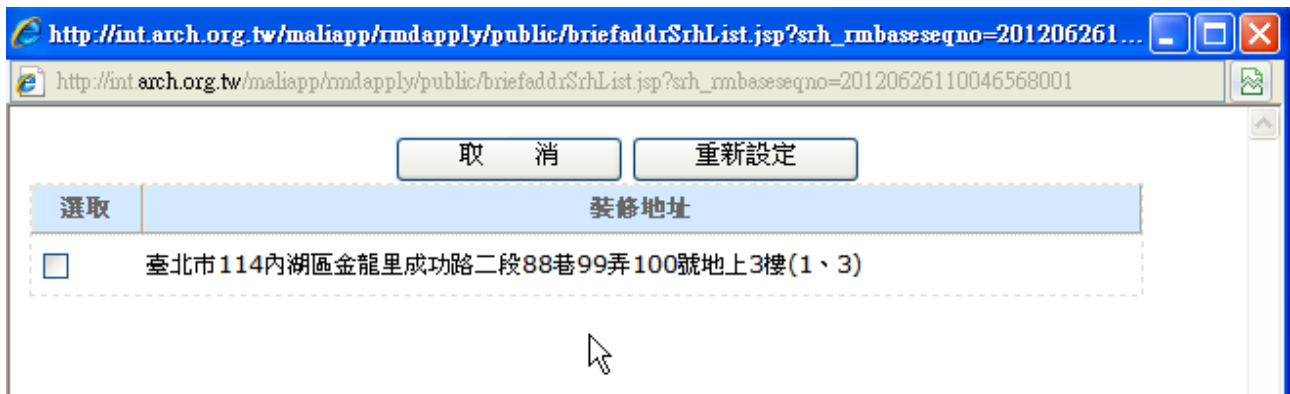 http://int.arch.org.tw/maliapp/rmdapply/public/briefaddrSrhList.jsp?srh_rmbaseseqno=201206261...
http://int.arch.org.tw/maliapp/rmdapply/public/briefaddrSrhList.jsp?srh_rmbaseseqno=20120626110046568001
取 消 重新設定
選取 裝修地址
臺北市114內湖區金龍里成功路二段88巷99弄100號地上3樓(1、3)